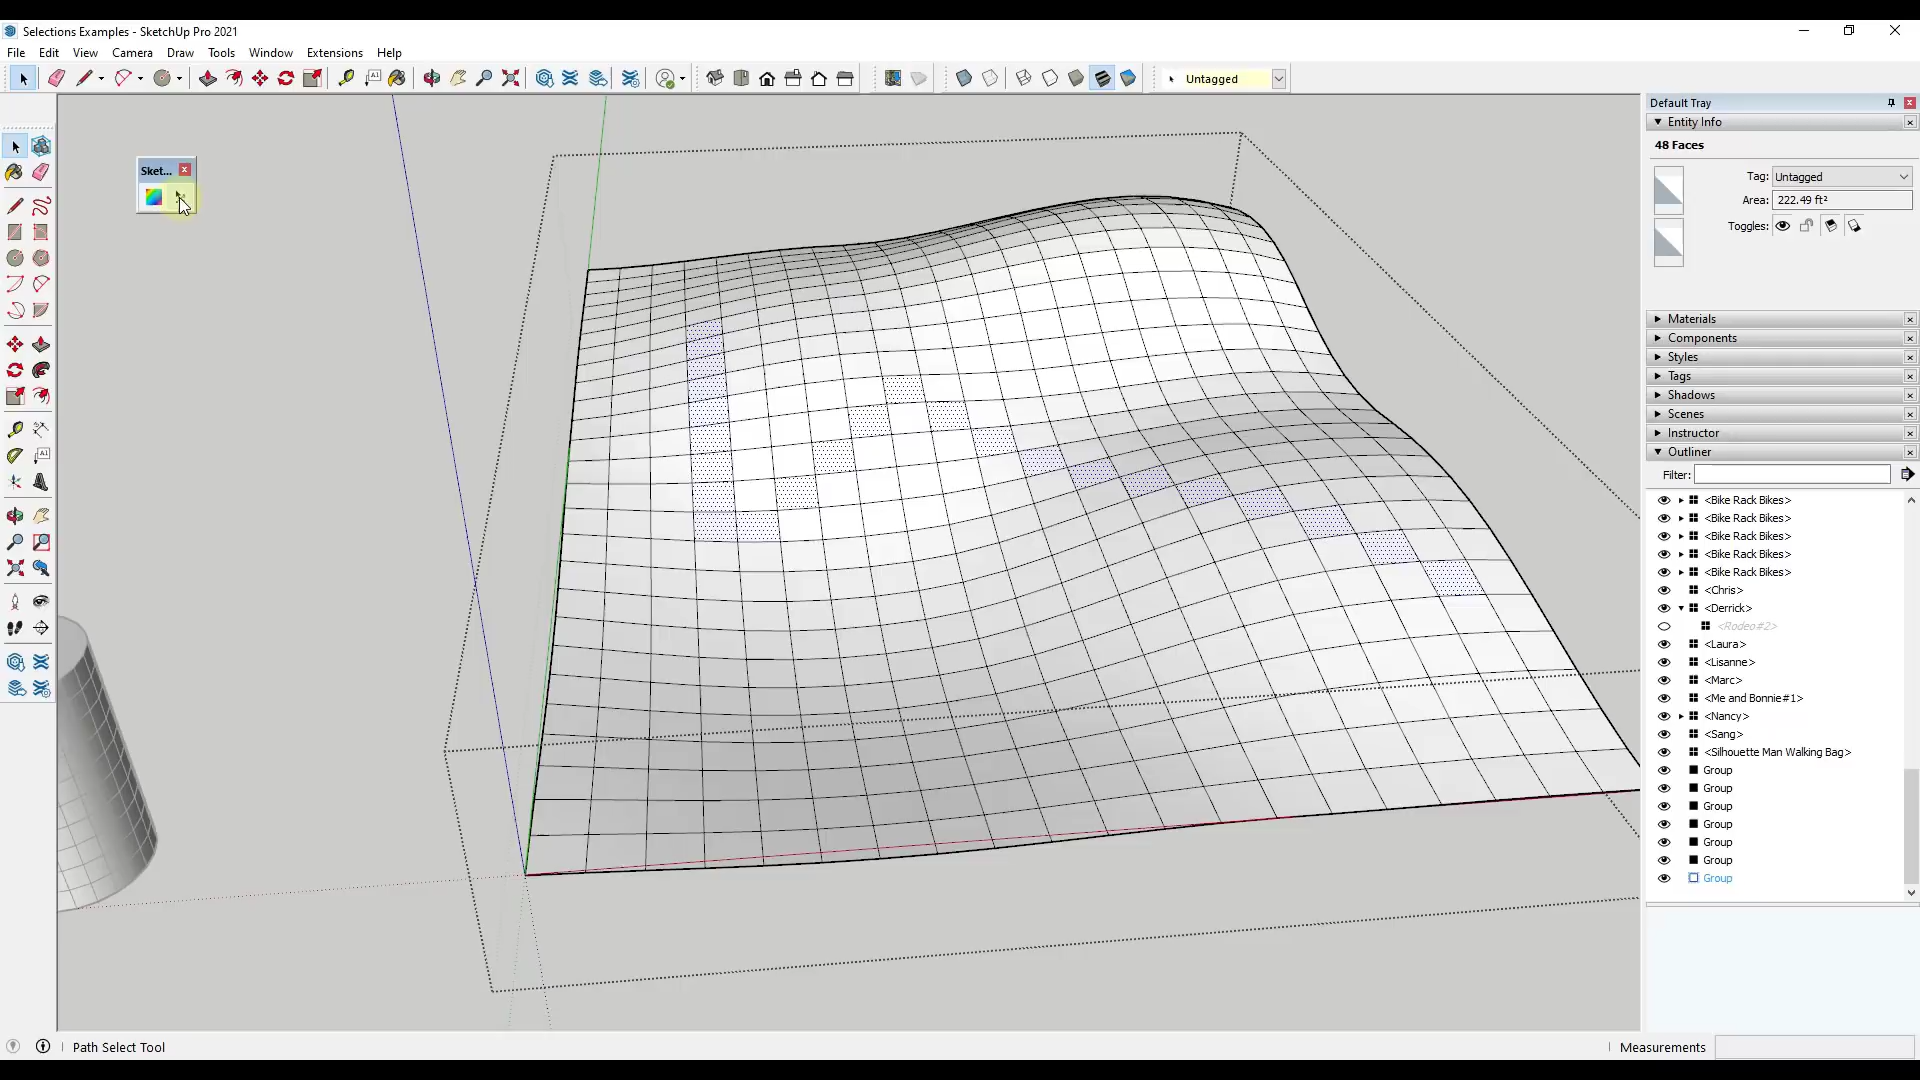 Selections Examples - SketchUp Pro 2021
File Edit View Camera Draw Tools Window Extensions Help
Untagged
Default Tray
Entity Info
48 Faces
Tag: Untagged
Area: 222.49 ft²
Toggles:
Materials
Components
Styles
Tags
Shadows
Scenes
Instructor
Outliner
Filter:
<Bike Rack Bikes>
<Bike Rack Bikes>
<Bike Rack Bikes>
<Bike Rack Bikes>
<Bike Rack Bikes>
<Chris>
<Derrick>
<Rodeo#2>
<Laura>
<Lisanne>
<Marc>
<Me and Bonnie#1>
<Nancy>
<Sang>
<Silhouette Man Walking Bag>
Group
Group
Group
Group
Group
Group
Group
Sket...
Path Select Tool
Measurements